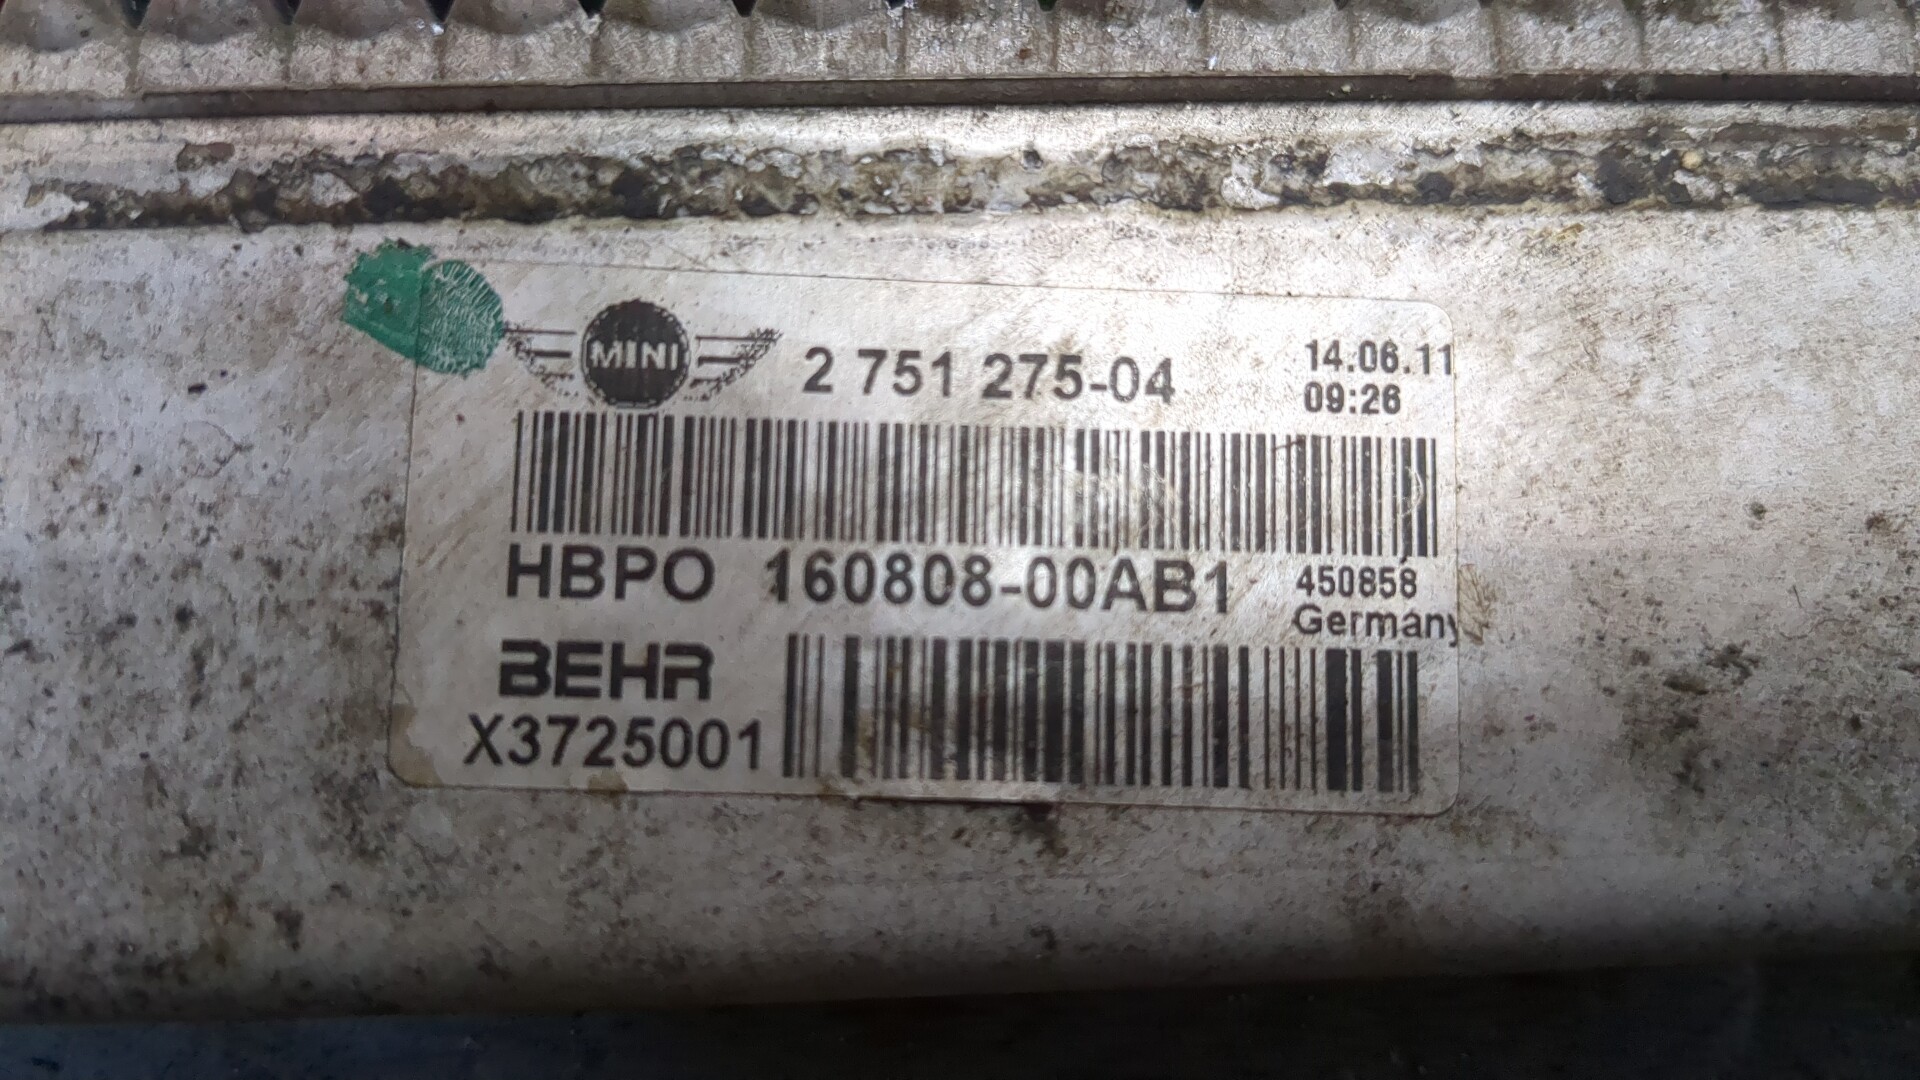 MINI 2 751 275-04 14.06.11
09:26
HBPO 160808-00AB1 450858
Germany
BEHR
X3725001